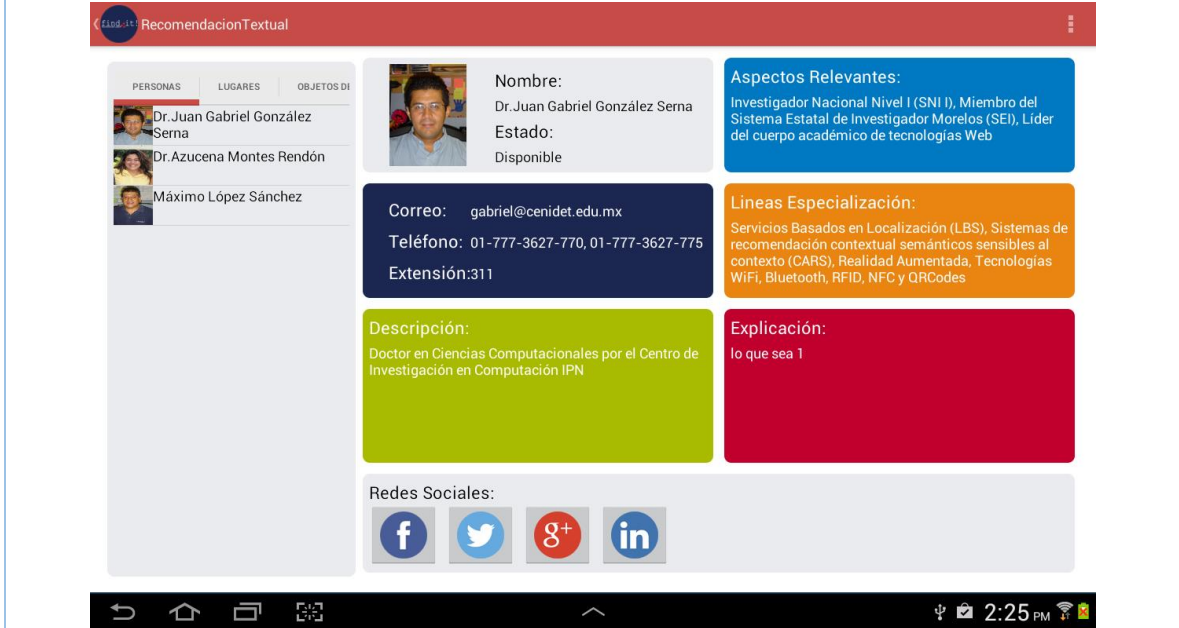 find-it!
RecomendacionTextual
PERSONAS
LUGARES
OBJETOS DI
Dr.Juan Gabriel González
Serna
Dr.Azucena Montes Rendón
Máximo López Sánchez
Nombre:
Dr.Juan Gabriel González Serna
Estado:
Disponible
Aspectos Relevantes:
Investigador Nacional Nivel I (SNI I), Miembro del
Sistema Estatal de Investigador Morelos (SEI), Líder
del cuerpo académico de tecnologías Web
Correo: gabriel@cenidet.edu.mx
Teléfono: 01-777-3627-770, 01-777-3627-775
Extensión:311
Lineas Especialización:
Servicios Basados en Localización (LBS), Sistemas de
recomendación contextual semánticos sensibles al
contexto (CARS), Realidad Aumentada, Tecnologías
WiFi, Bluetooth, RFID, NFC y QRCodes
Descripción:
Doctor en Ciencias Computacionales por el Centro de
Investigación en Computación IPN
Explicación:
lo que sea 1
Redes Sociales:
f
g+
in
2:25 PM